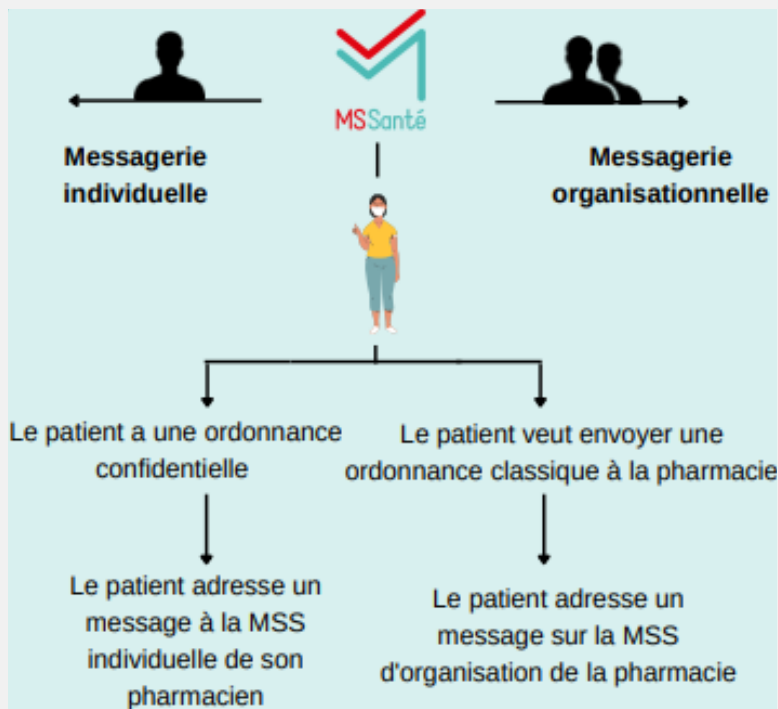 MSSanté
Messagerie
individuelle
Messagerie
organisationnelle
Le patient a une ordonnance
confidentielle
Le patient veut envoyer une
ordonnance classique à la pharmacie
Le patient adresse un
message à la MSS
individuelle de son
pharmacien
Le patient adresse un
message sur la MSS
d'organisation de la pharmacie